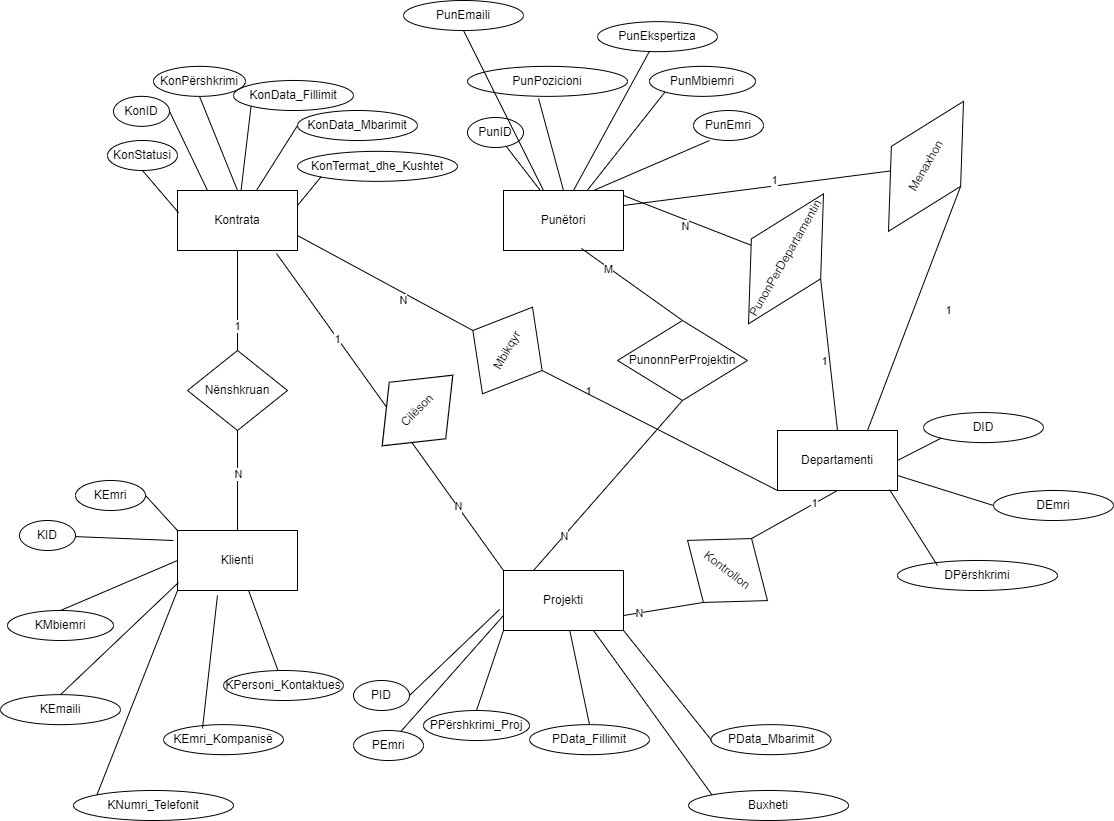 PunEmaili
PunEkspertiza
KonPërshkrimi
PunPozicioni
PunMbiemri
KonData_Fillimit
KonID
KonData_Mbarimit
PunID
PunEmri
KonStatusi
KonTermat_dhe_Kushtet
Menaxhon
1
Kontrata
Punëtori
N
PunonPerDepartamentin
M
N
1
1
1
Mbikqyr
PunonnPerProjektin
1
Nënshkruan
1
Cilëson
DID
Departamenti
N
KEmri
N
1
DEmri
KID
N
Klienti
Kontrollon
DPërshkrimi
Projekti
N
KMbiemri
KPersoni_Kontaktues
PID
KEmaili
PPërshkrimi_Proj
KEmri_Kompanisë
PEmri
PData_Fillimit
PData_Mbarimit
KNumri_Telefonit
Buxheti